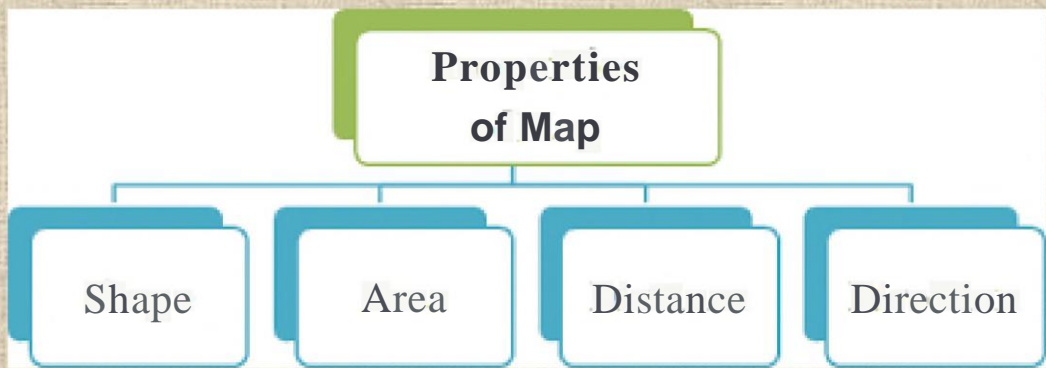 Properties
of Map
Shape
Area
Distance
Direction